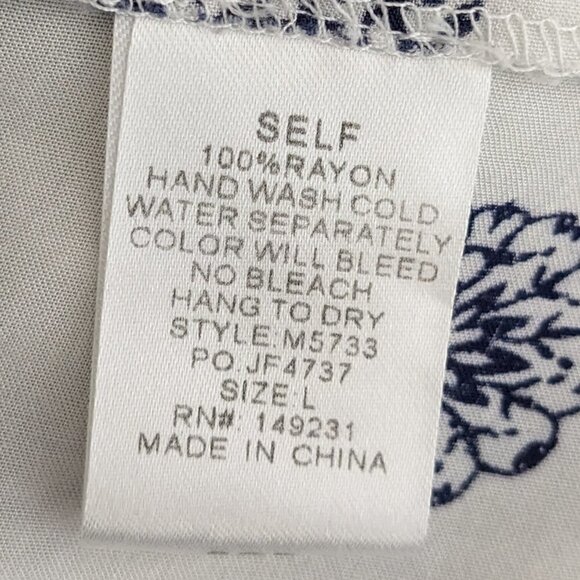 SELF
100%RAYON
HAND WASH COLD
WATER SEPARATELY
COLOR WILL BLEED
NO BLEACH
HANG TO DRY
STYLE:M5733
PO:JF4737
SIZE:L
RN#: 149231
MADE IN CHINA